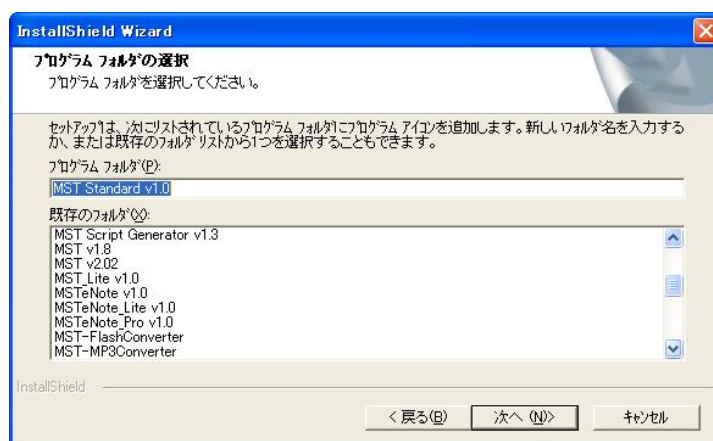 InstallShield Wizard
ﾌﾟﾛｸﾞﾗﾑ ﾌｫﾙﾀﾞの選択
ﾌﾟﾛｸﾞﾗﾑ ﾌｫﾙﾀﾞを選択してください。
ｾｯﾄｱｯﾌﾟは、次にﾘｽﾄされているﾌﾟﾛｸﾞﾗﾑ ﾌｫﾙﾀﾞにﾌﾟﾛｸﾞﾗﾑ ｱｲｺﾝを追加します。新しいﾌｫﾙﾀﾞ名を入力する
か、または既存のﾌｫﾙﾀﾞ ﾘｽﾄから1つを選択することもできます。
ﾌﾟﾛｸﾞﾗﾑ ﾌｫﾙﾀﾞ(P):
MST Standard v1.0
既存のﾌｫﾙﾀﾞ(X):
MST Script Generator v1.3
MST v1.8
MST v2.02
MST_Lite v1.0
MSTeNote v1.0
MSTeNote_Lite v1.0
MSTeNote_Pro v1.0
MST-FlashConverter
MST-MP3Converter
InstallShield
< 戻る(B)
次へ (N)>
ｷｬﾝｾﾙ